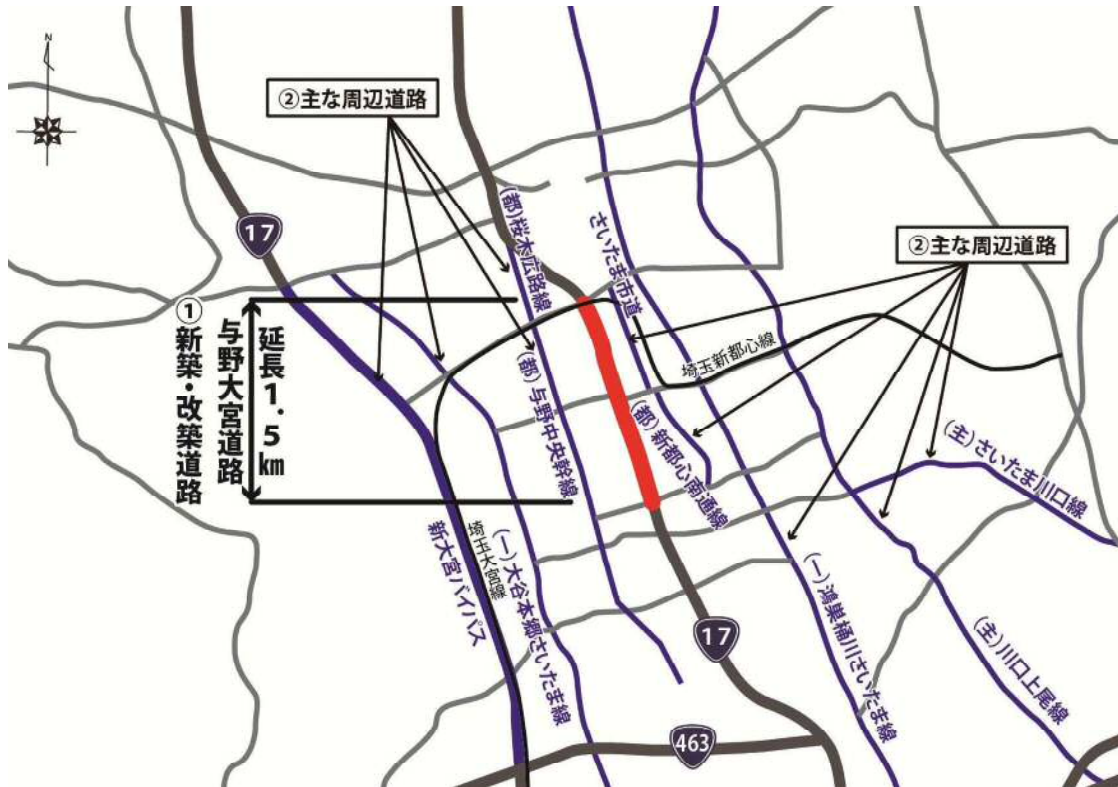 N
②主な周辺道路
17
(都)桜木広路線
さいたま市道
②主な周辺道路
①新築・改築道路
与野大宮道路
延長1.5km
埼玉新都心線
(都)与野中央幹線
(都)新都心南通線
(主)さいたま川口線
新大宮バイパス
埼玉大宮線
(一)大谷本郷さいたま線
(一)鴻巣桶川さいたま線
(主)川口上尾線
17
463